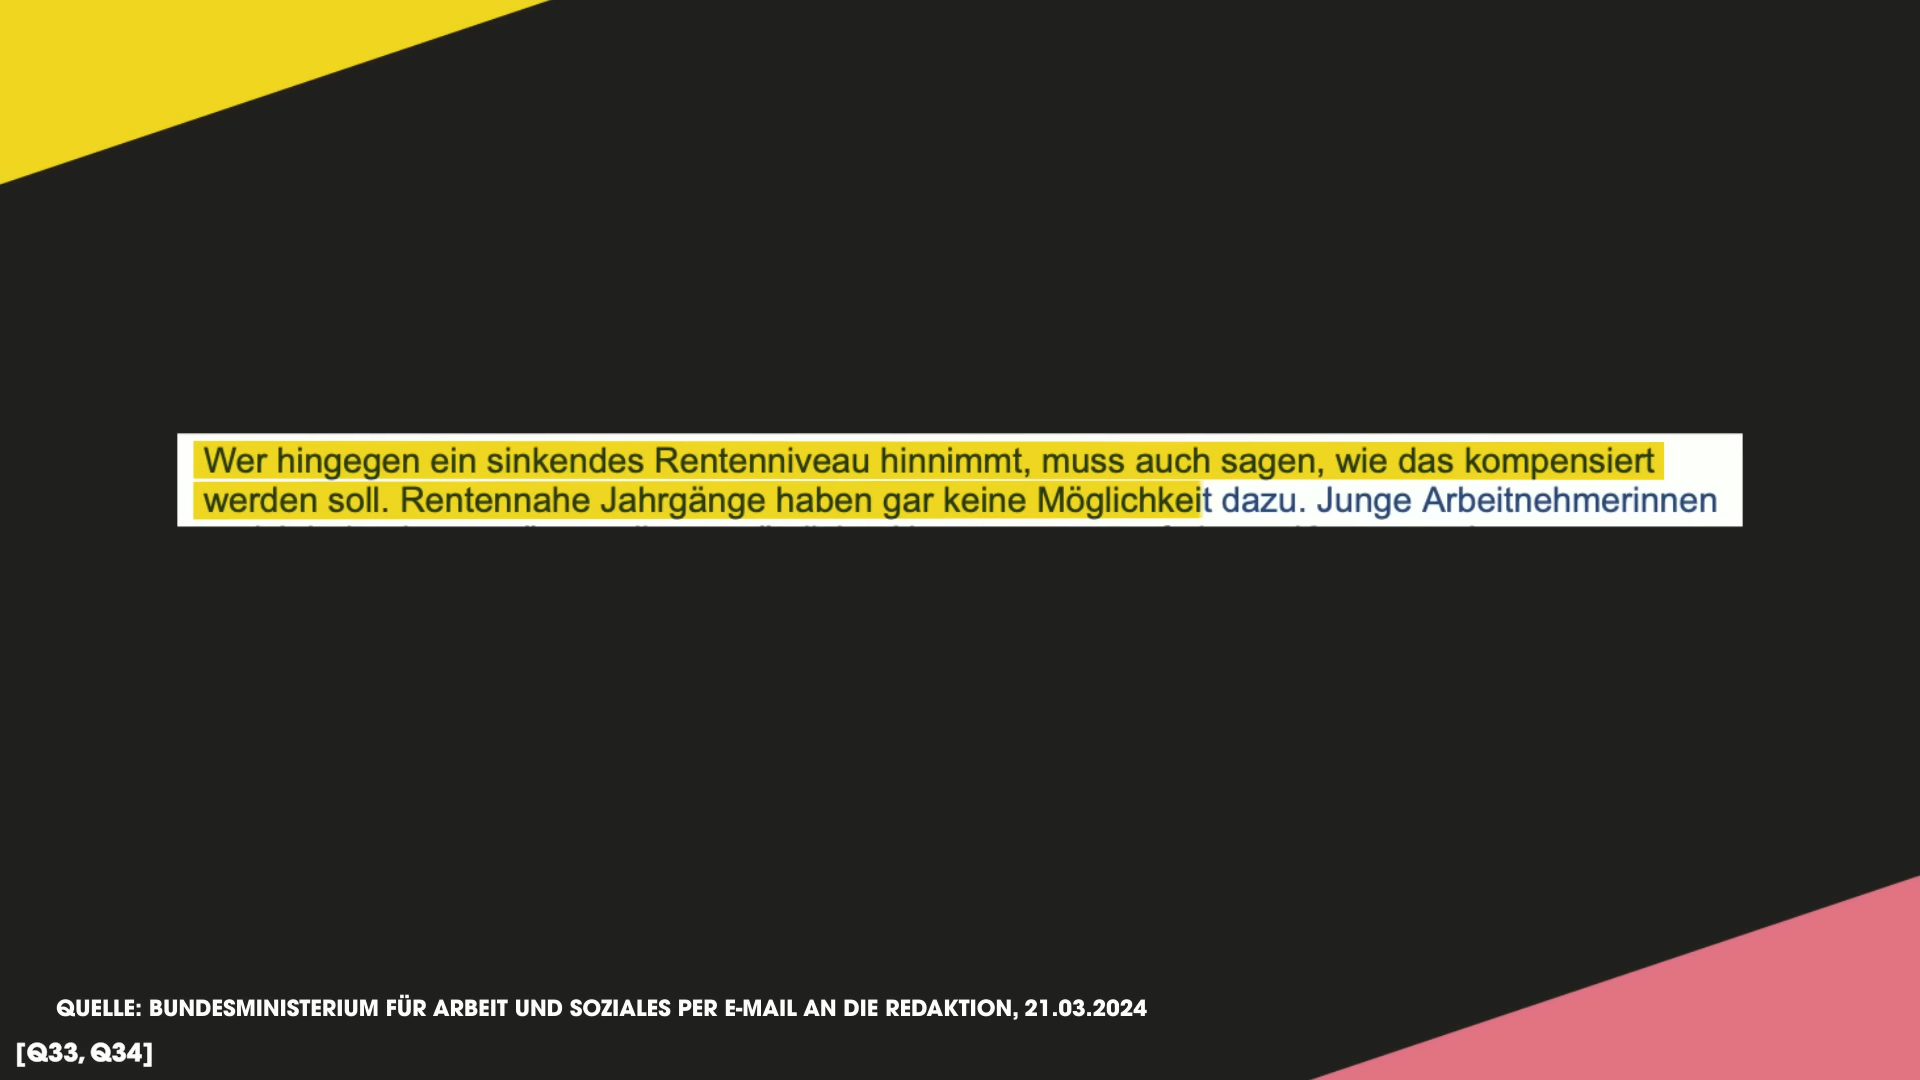 Wer hingegen ein sinkendes Rentenniveau hinnimmt, muss auch sagen, wie das kompensiert
werden soll. Rentennahe Jahrgänge haben gar keine Möglichkeit dazu. Junge Arbeitnehmerinnen
QUELLE: BUNDESMINISTERIUM FÜR ARBEIT UND SOZIALES PER E-MAIL AN DIE REDAKTION, 21.03.2024
[Q33, Q34]